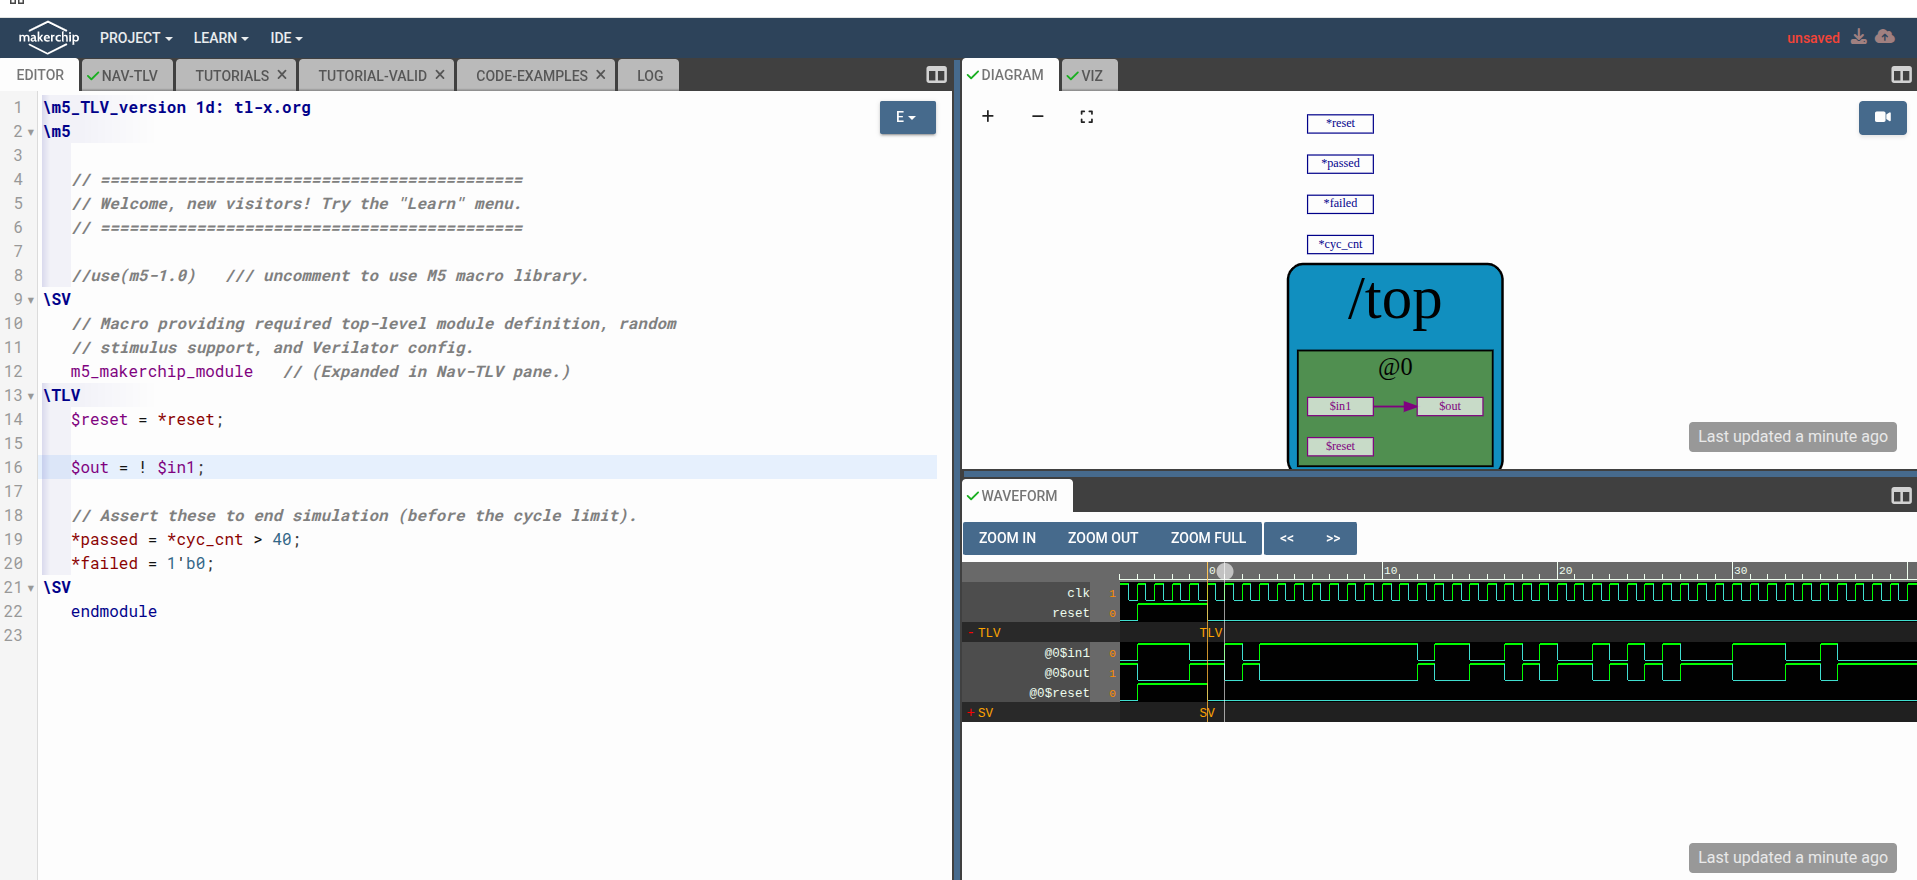 makerchip PROJECT LEARN IDE unsaved
EDITOR NAV-TLV TUTORIALS × TUTORIAL-VALID × CODE-EXAMPLES × LOG
1 \m5_TLV_version 1d: tl-x.org
2 \m5
3
4 // ============================================
5 // Welcome, new visitors! Try the "Learn" menu.
6 // ============================================
7
8 //use(m5-1.0) /// uncomment to use M5 macro library.
9 \SV
10 // Macro providing required top-level module definition, random
11 // stimulus support, and Verilator config.
12 m5_makerchip_module // (Expanded in Nav-TLV pane.)
13 \TLV
14 $reset = *reset;
15
16 $out = ! $in1;
17
18 // Assert these to end simulation (before the cycle limit).
19 *passed = *cyc_cnt > 40;
20 *failed = 1'b0;
21 \SV
22 endmodule
23
E
DIAGRAM VIZ
+ −
*reset
*passed
*failed
*cyc_cnt
/top
@0
$in1 $out
$reset
Last updated a minute ago
WAVEFORM
ZOOM IN ZOOM OUT ZOOM FULL << >>
0 10 20 30
clk 1
reset 0
- TLV TLV
@0$in1 0
@0$out 1
@0$reset 0
+ SV SV
Last updated a minute ago